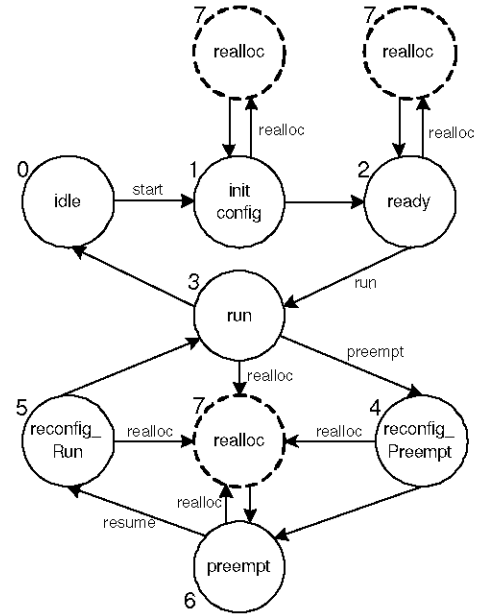 7
realloc
7
realloc
realloc
realloc
0
idle
start
1
init
config
2
ready
run
3
run
preempt
realloc
5
reconfig_
Run
realloc
7
realloc
realloc
4
reconfig_
Preempt
realloc
resume
preempt
6